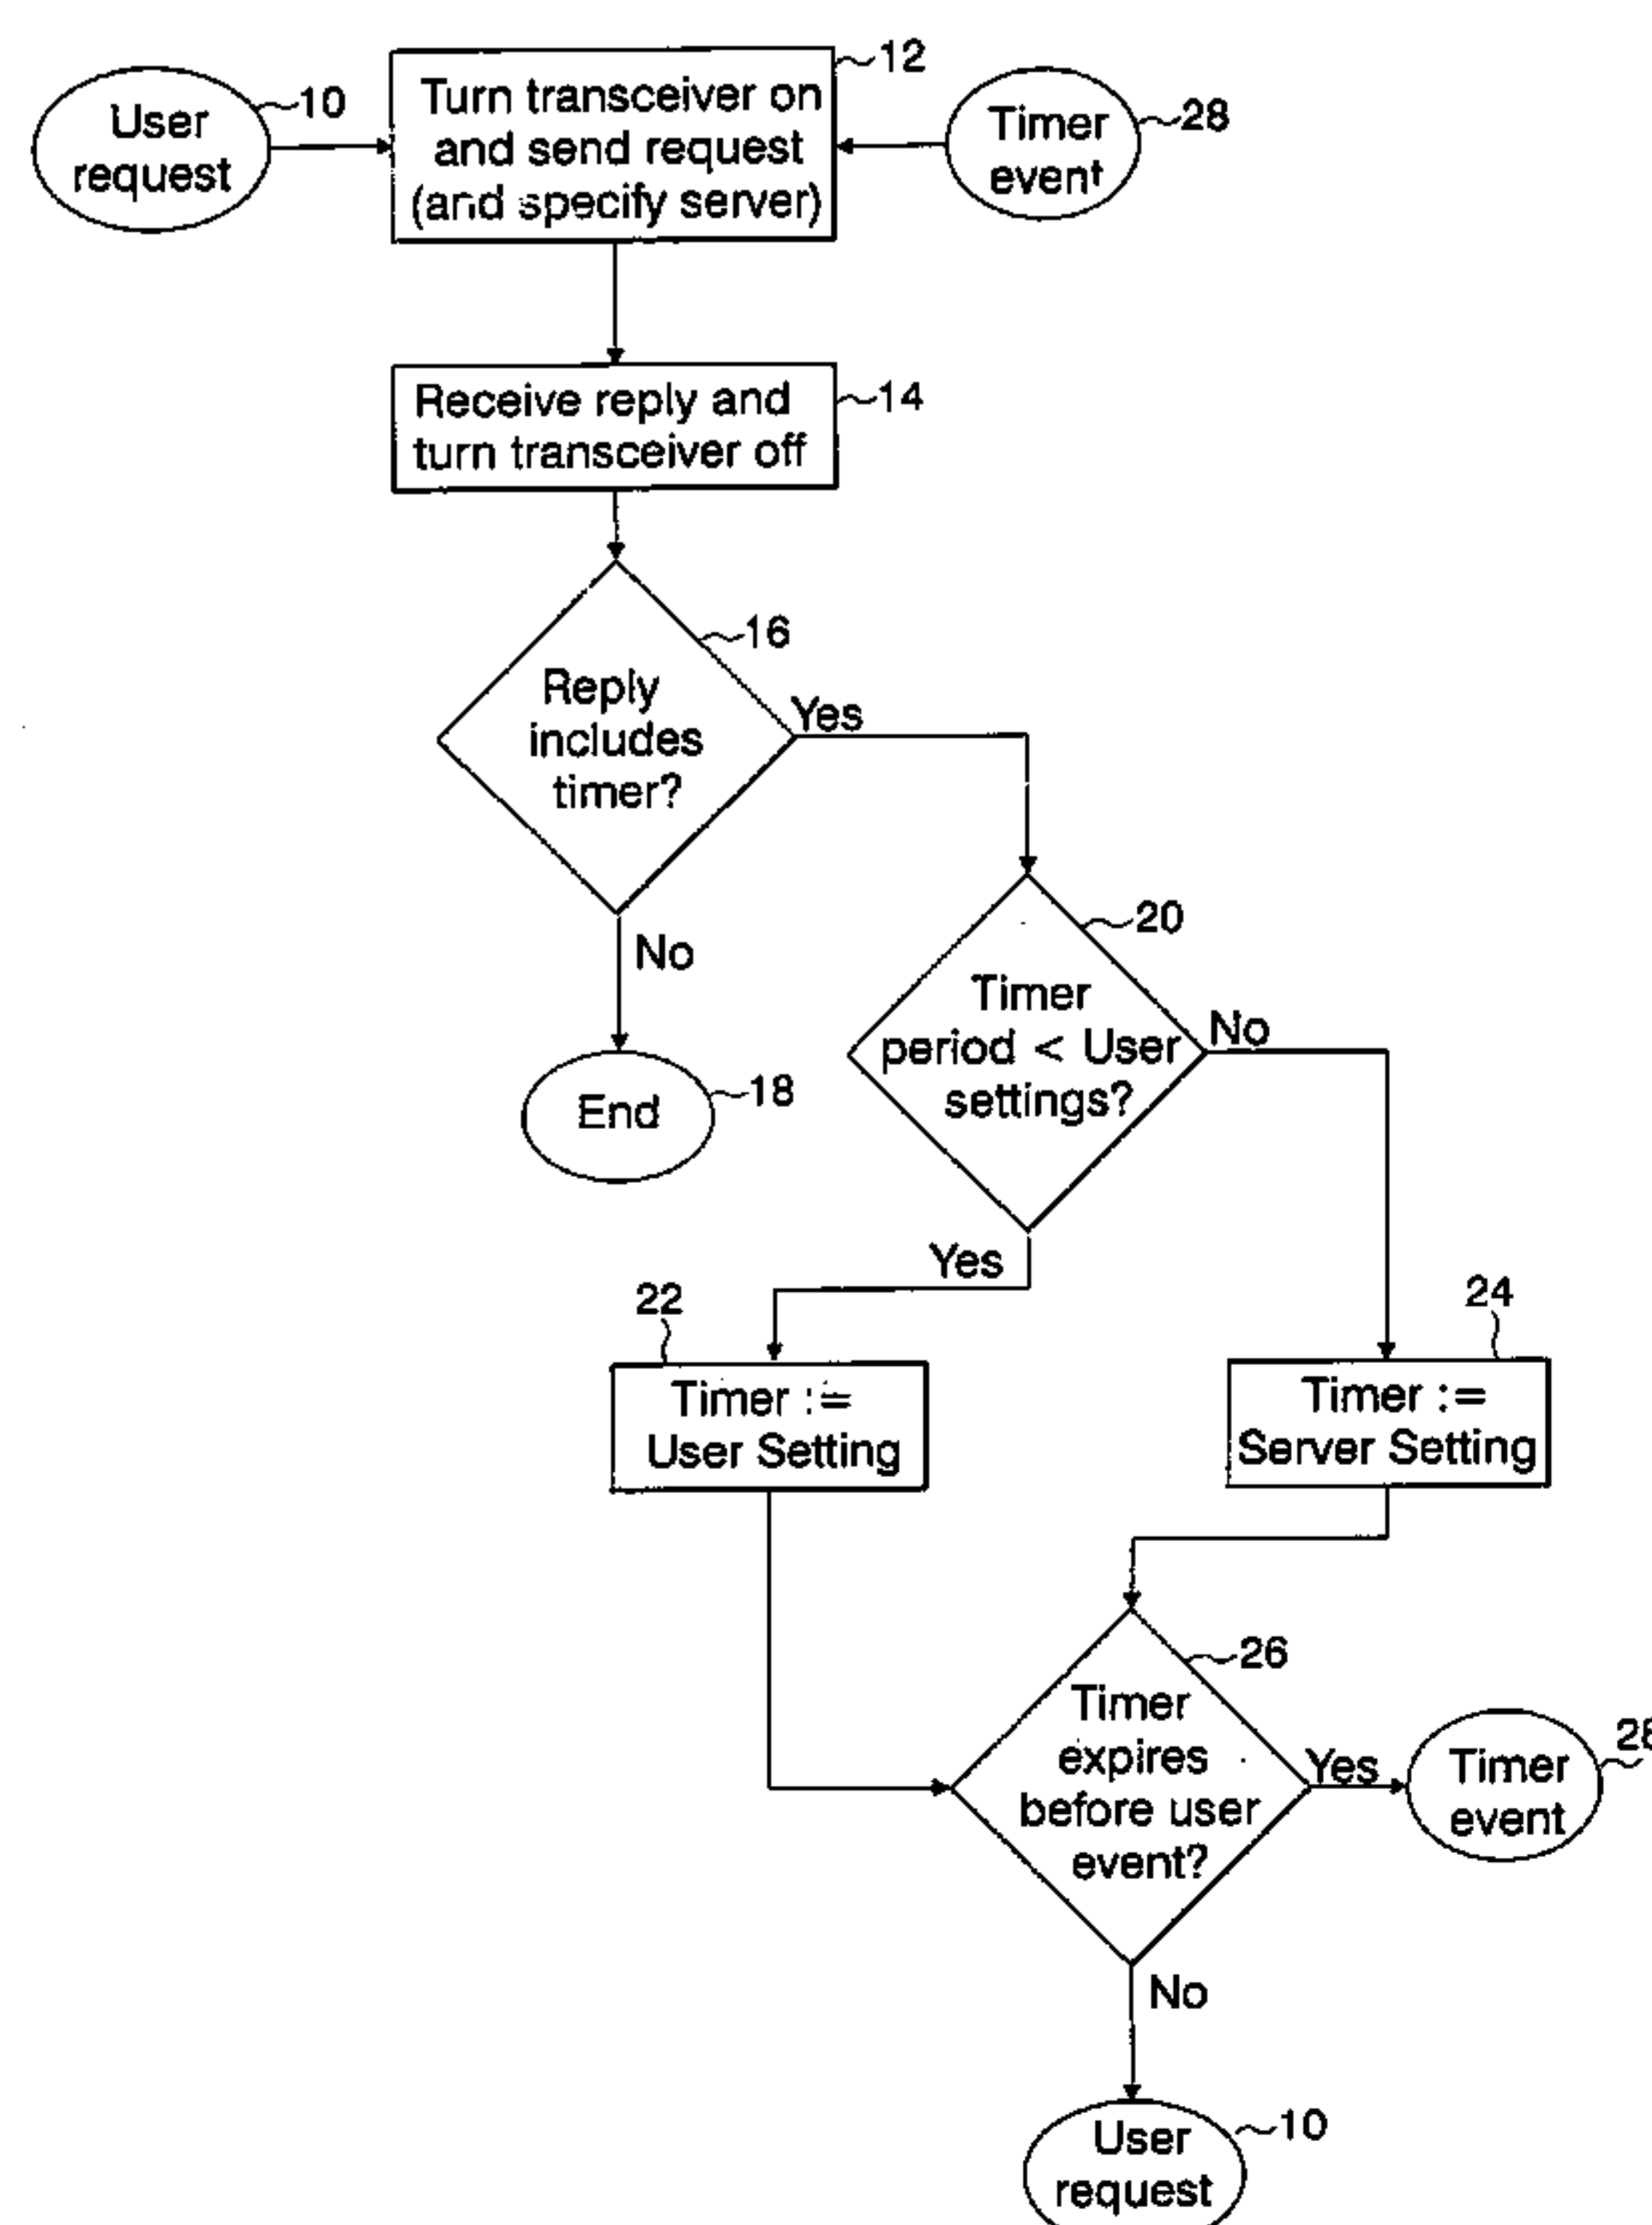 User
request
10
Turn transceiver on
and send request
(and specify server)
12
Timer
event
28
Receive reply and
turn transceiver off
14
Reply
includes
timer?
16
Yes
No
End
18
Timer
period < User
settings?
20
No
Yes
22
Timer :=
User Setting
24
Timer :=
Server Setting
Timer
expires
before user
event?
26
Yes
Timer
event
28
No
User
request
10